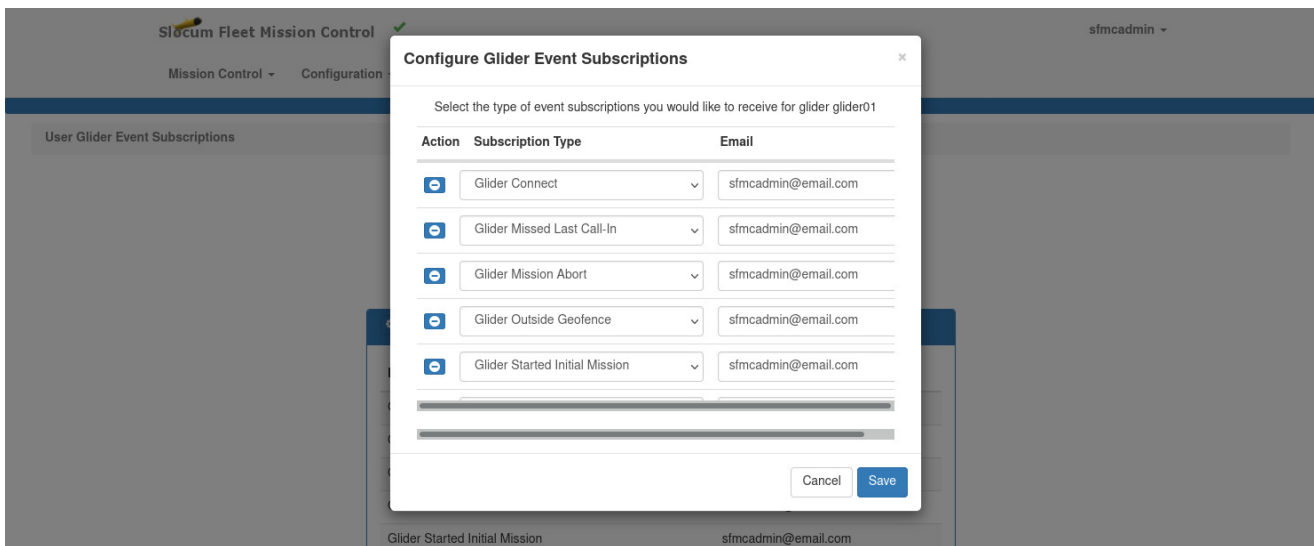 Slocum Fleet Mission Control
sfmcadmin
Mission Control
Configuration
User Glider Event Subscriptions
Configure Glider Event Subscriptions
×
Select the type of event subscriptions you would like to receive for glider glider01
Action Subscription Type Email
Glider Connect sfmcadmin@email.com
Glider Missed Last Call-In sfmcadmin@email.com
Glider Mission Abort sfmcadmin@email.com
Glider Outside Geofence sfmcadmin@email.com
Glider Started Initial Mission sfmcadmin@email.com
Cancel Save
Glider Started Initial Mission sfmcadmin@email.com